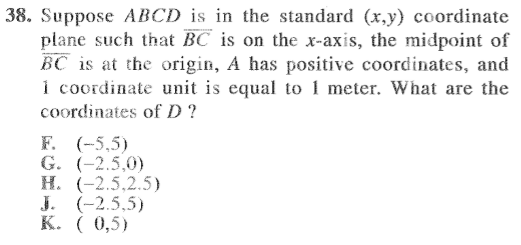 38. Suppose ABCD is in the standard (x,y) coordinate
plane such that BC is on the x-axis, the midpoint of
BC is at the origin, A has positive coordinates, and
1 coordinate unit is equal to 1 meter. What are the
coordinates of D ?
F. (−5,5)
G. (−2.5,0)
H. (−2.5,2.5)
J. (−2.5,5)
K. ( 0,5)